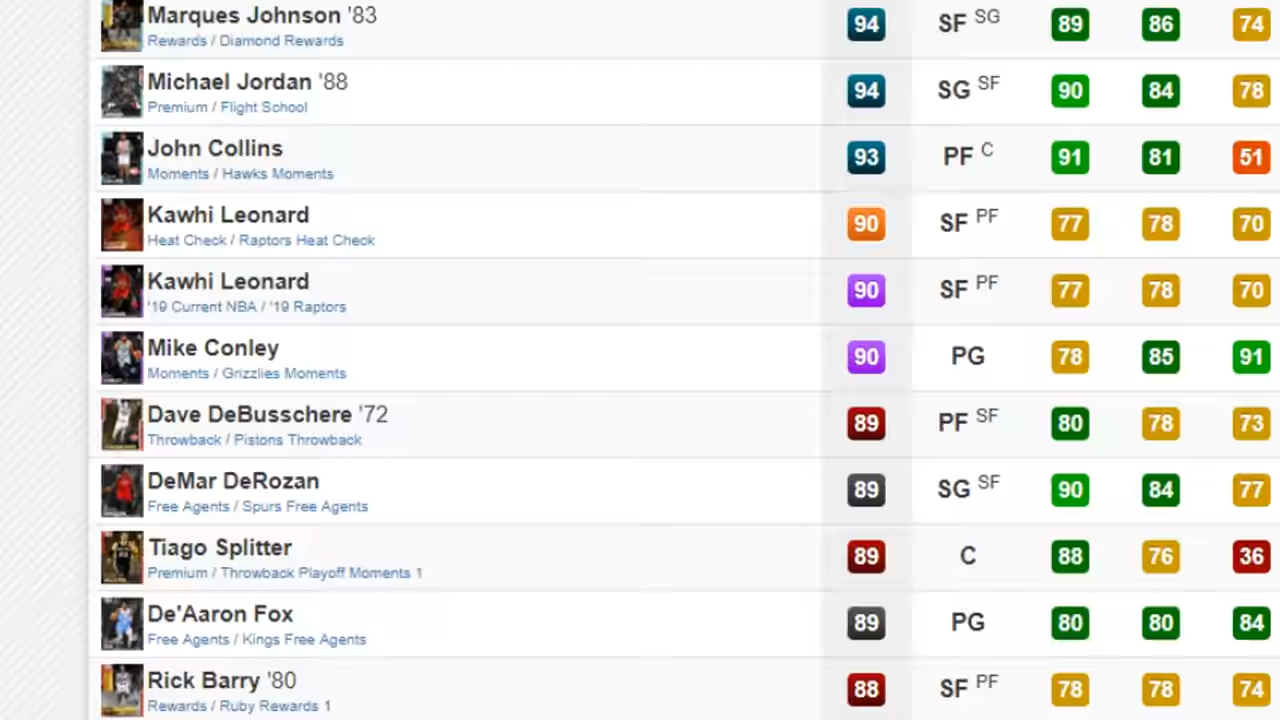 Marques Johnson '83
Rewards / Diamond Rewards
94 SF SG 89 86 74
Michael Jordan '88
Premium / Flight School
94 SG SF 90 84 78
John Collins
Moments / Hawks Moments
93 PF C 91 81 51
Kawhi Leonard
Heat Check / Raptors Heat Check
90 SF PF 77 78 70
Kawhi Leonard
'19 Current NBA / '19 Raptors
90 SF PF 77 78 70
Mike Conley
Moments / Grizzlies Moments
90 PG 78 85 91
Dave DeBusschere '72
Throwback / Pistons Throwback
89 PF SF 80 78 73
DeMar DeRozan
Free Agents / Spurs Free Agents
89 SG SF 90 84 77
Tiago Splitter
Premium / Throwback Playoff Moments 1
89 C 88 76 36
De'Aaron Fox
Free Agents / Kings Free Agents
89 PG 80 80 84
Rick Barry '80
Rewards / Ruby Rewards 1
88 SF PF 78 78 74